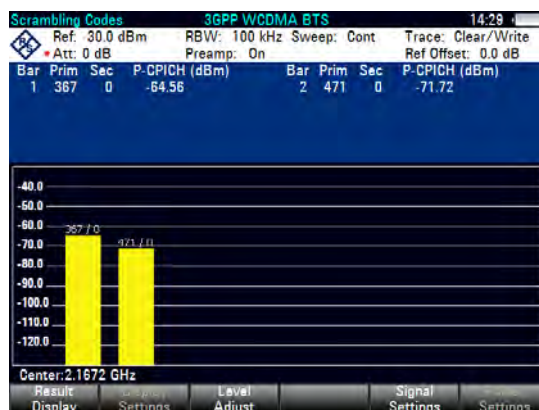 Scrambling Codes 3GPP WCDMA BTS 14:29
Ref: -30.0 dBm RBW: 100 kHz Sweep: Cont Trace: Clear/Write
Att: 0 dB Preamp: On Ref Offset: 0.0 dB
Bar Prim Sec P-CPICH (dBm) Bar Prim Sec P-CPICH (dBm)
1 367 0 -64.56 2 471 0 -71.72
-40.0
-50.0
-60.0
367 / 0
-70.0
471 / 0
-80.0
-90.0
-100.0
-110.0
-120.0
Center:2.1672 GHz
Result Display Level Signal
Display Settings Adjust Settings Settings